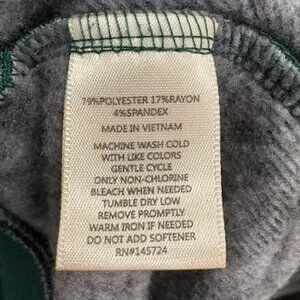 79%POLYESTER 17%RAYON
4%SPANDEX
MADE IN VIETNAM
MACHINE WASH COLD
WITH LIKE COLORS
GENTLE CYCLE
ONLY NON-CHLORINE
BLEACH WHEN NEEDED
TUMBLE DRY LOW
REMOVE PROMPTLY
WARM IRON IF NEEDED
DO NOT ADD SOFTENER
RN#145724